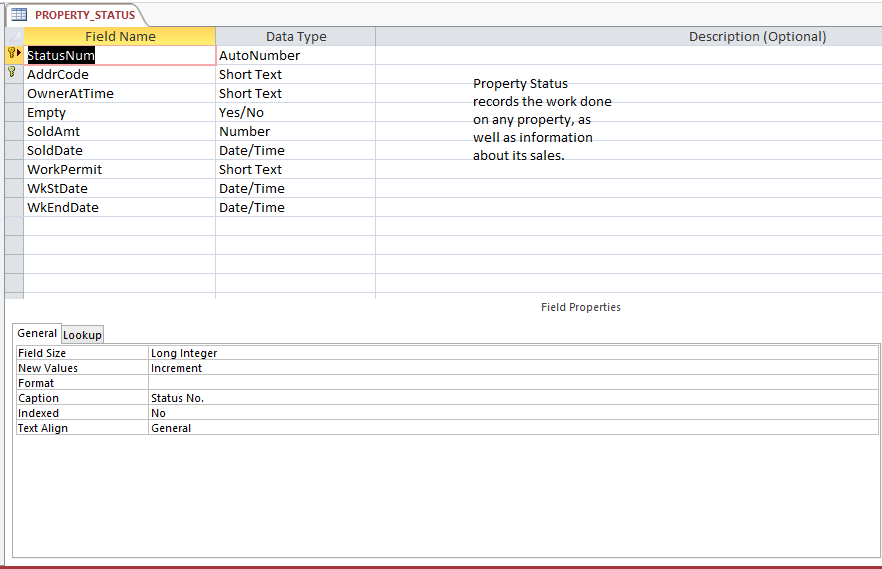 PROPERTY_STATUS
Field Name Data Type Description (Optional)
StatusNum AutoNumber
AddrCode Short Text
OwnerAtTime Short Text
Empty Yes/No
SoldAmt Number
SoldDate Date/Time
WorkPermit Short Text
WkStDate Date/Time
WkEndDate Date/Time
Property Status
records the work done
on any property, as
well as information
about its sales.
Field Properties
General Lookup
Field Size Long Integer
New Values Increment
Format
Caption Status No.
Indexed No
Text Align General